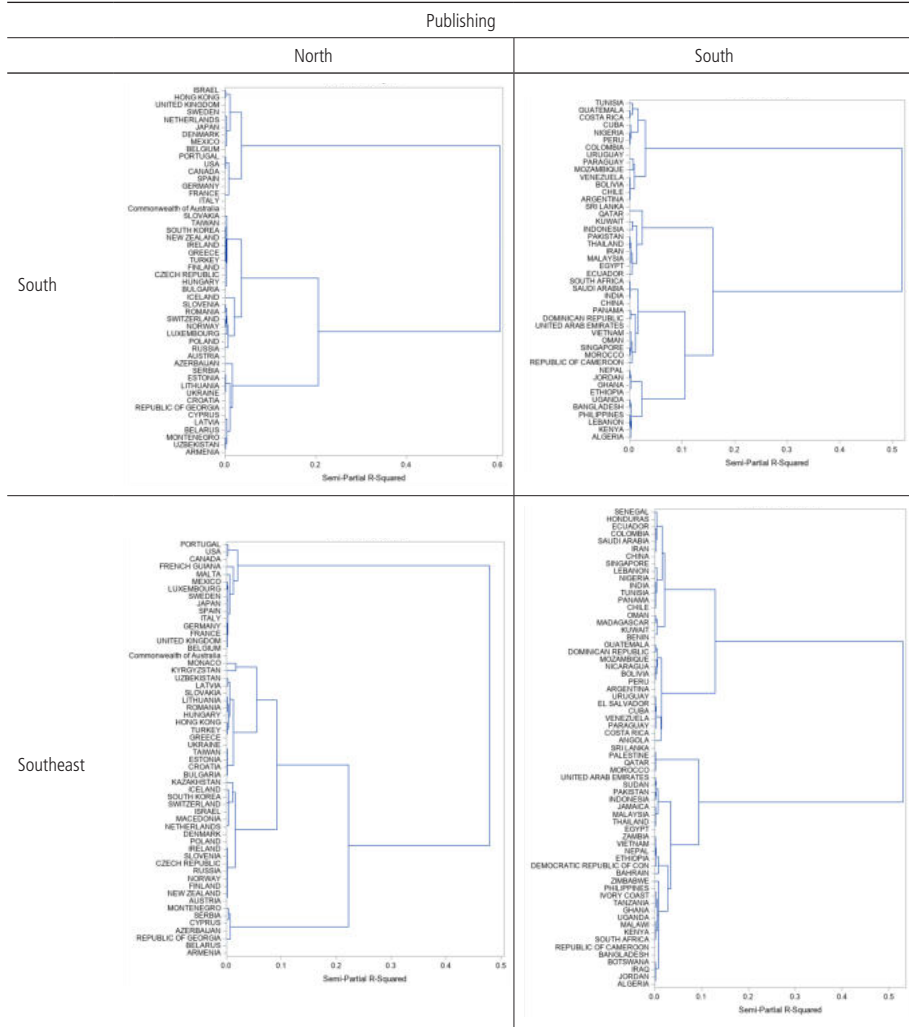 Publishing
North
South
South
ISRAEL
HONG KONG
UNITED KINGDOM
SWEDEN
NETHERLANDS
JAPAN
DENMARK
MEXICO
BELGIUM
PORTUGAL
USA
CANADA
SPAIN
GERMANY
FRANCE
ITALY
Commonwealth of Australia
SLOVAKIA
TAIWAN
SOUTH KOREA
NEW ZEALAND
IRELAND
GREECE
TURKEY
FINLAND
CZECH REPUBLIC
HUNGARY
BULGARIA
ICELAND
SLOVENIA
ROMANIA
SWITZERLAND
NORWAY
LUXEMBOURG
POLAND
RUSSIA
AUSTRIA
AZERBAIJAN
SERBIA
ESTONIA
LITHUANIA
UKRAINE
CROATIA
REPUBLIC OF GEORGIA
CYPRUS
LATVIA
BELARUS
MONTENEGRO
UZBEKISTAN
ARMENIA
0.0 0.2 0.4 0.6
Semi-Partial R-Squared
TUNISIA
GUATEMALA
COSTA RICA
CUBA
NIGERIA
PERU
COLOMBIA
URUGUAY
PARAGUAY
MOZAMBIQUE
VENEZUELA
BOLIVIA
CHILE
ARGENTINA
SRI LANKA
QATAR
KUWAIT
INDONESIA
PAKISTAN
THAILAND
IRAN
MALAYSIA
EGYPT
ECUADOR
SOUTH AFRICA
SAUDI ARABIA
INDIA
CHINA
PANAMA
DOMINICAN REPUBLIC
UNITED ARAB EMIRATES
VIETNAM
OMAN
SINGAPORE
MOROCCO
REPUBLIC OF CAMEROON
NEPAL
JORDAN
GHANA
ETHIOPIA
UGANDA
BANGLADESH
PHILIPPINES
LEBANON
KENYA
ALGERIA
0.0 0.1 0.2 0.3 0.4 0.5
Semi-Partial R-Squared
Southeast
PORTUGAL
USA
CANADA
FRENCH GUIANA
MALTA
MEXICO
LUXEMBOURG
SWEDEN
JAPAN
SPAIN
ITALY
GERMANY
FRANCE
UNITED KINGDOM
BELGIUM
Commonwealth of Australia
MONACO
KYRGYZSTAN
UZBEKISTAN
LATVIA
SLOVAKIA
LITHUANIA
ROMANIA
HUNGARY
HONG KONG
TURKEY
GREECE
UKRAINE
TAIWAN
ESTONIA
CROATIA
BULGARIA
KAZAKHSTAN
ICELAND
SOUTH KOREA
SWITZERLAND
ISRAEL
MACEDONIA
NETHERLANDS
DENMARK
POLAND
IRELAND
SLOVENIA
CZECH REPUBLIC
RUSSIA
NORWAY
FINLAND
NEW ZEALAND
AUSTRIA
MONTENEGRO
SERBIA
CYPRUS
AZERBAIJAN
REPUBLIC OF GEORGIA
BELARUS
ARMENIA
0.0 0.1 0.2 0.3 0.4 0.5
Semi-Partial R-Squared
SENEGAL
HONDURAS
ECUADOR
COLOMBIA
SAUDI ARABIA
IRAN
CHINA
SINGAPORE
LEBANON
NIGERIA
INDIA
TUNISIA
PANAMA
CHILE
OMAN
MADAGASCAR
KUWAIT
BENIN
GUATEMALA
DOMINICAN REPUBLIC
MOZAMBIQUE
NICARAGUA
BOLIVIA
PERU
ARGENTINA
URUGUAY
EL SALVADOR
CUBA
VENEZUELA
PARAGUAY
COSTA RICA
ANGOLA
SRI LANKA
PALESTINE
QATAR
MOROCCO
UNITED ARAB EMIRATES
SUDAN
PAKISTAN
INDONESIA
JAMAICA
MALAYSIA
THAILAND
EGYPT
ZAMBIA
VIETNAM
NEPAL
ETHIOPIA
DEMOCRATIC REPUBLIC OF CON
BAHRAIN
ZIMBABWE
PHILIPPINES
IVORY COAST
TANZANIA
GHANA
UGANDA
MALAWI
KENYA
SOUTH AFRICA
REPUBLIC OF CAMEROON
BANGLADESH
BOTSWANA
IRAQ
JORDAN
ALGERIA
0.0 0.1 0.2 0.3 0.4 0.5
Semi-Partial R-Squared